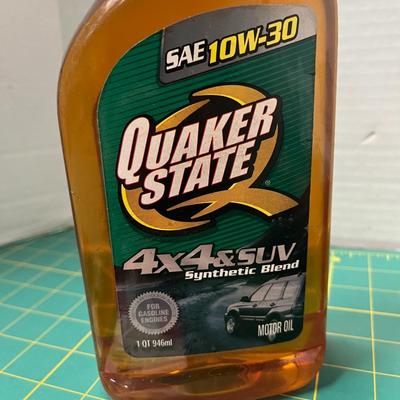 SAE 10W-30
QUAKER
STATE
®
4x4&SUV
Synthetic Blend
FOR
GASOLINE
ENGINES
1 QT 946ml
MOTOR OIL